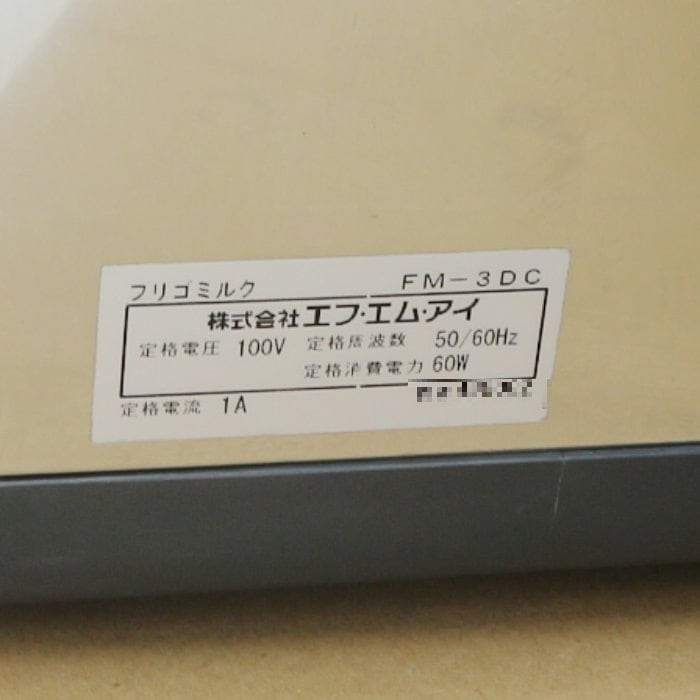 フリゴミルク FM-3DC
株式会社エフ・エム・アイ
定格電圧 100V 定格周波数 50/60Hz
定格消費電力 60W
定格電流 1A